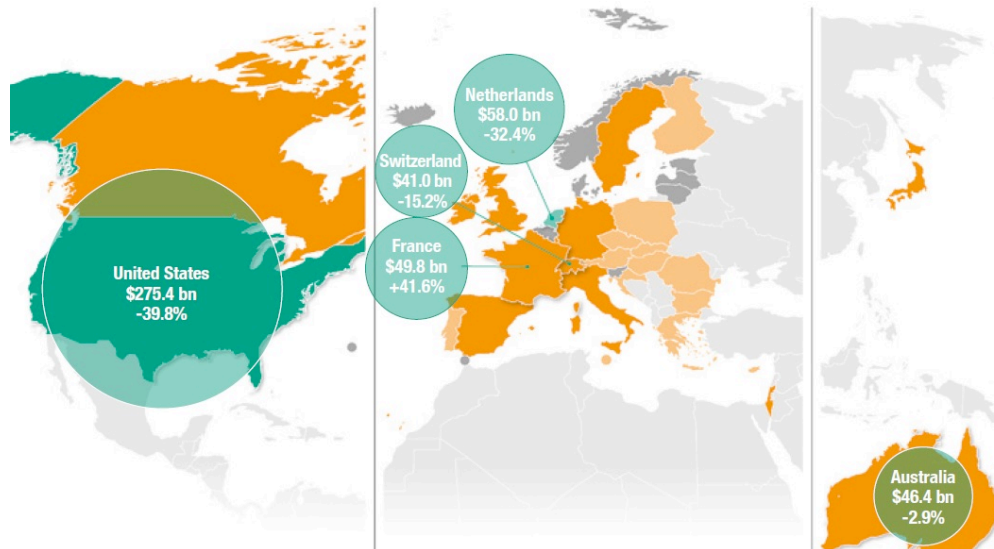 Netherlands
$58.0 bn
-32.4%
Switzerland
$41.0 bn
-15.2%
France
$49.8 bn
+41.6%
United States
$275.4 bn
-39.8%
Australia
$46.4 bn
-2.9%